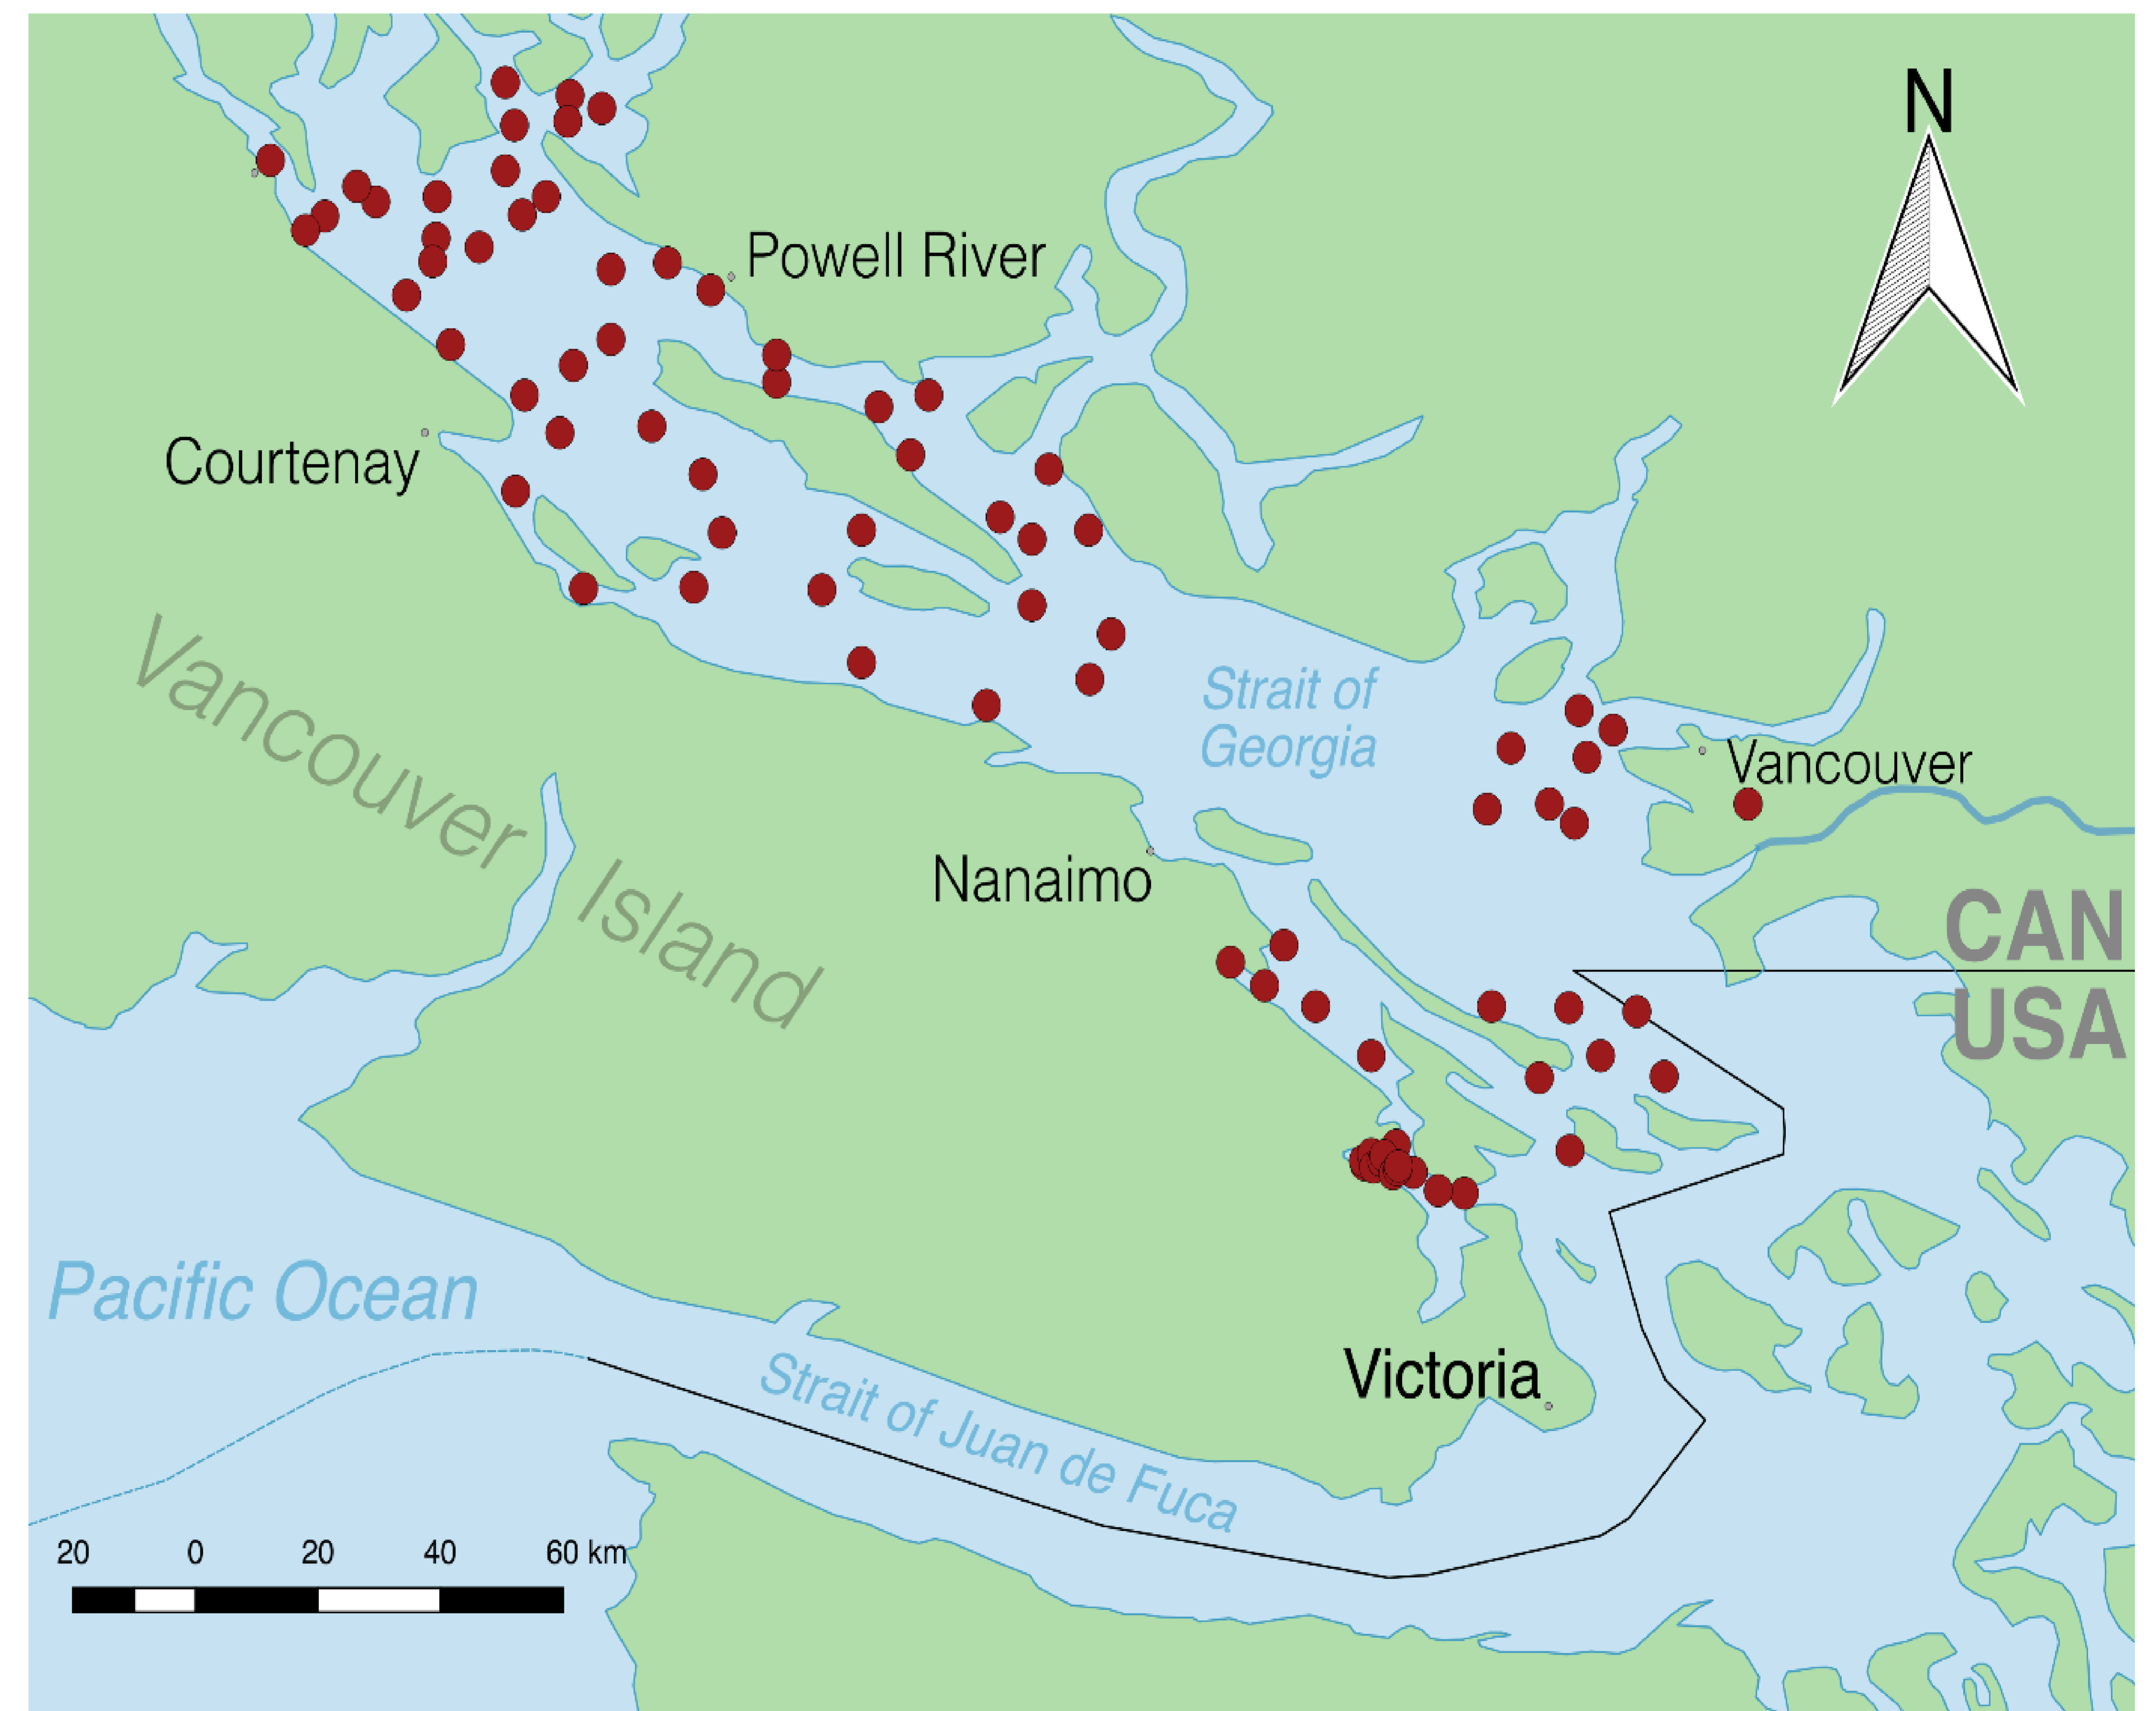 N
Powell River
Courtenay
Strait of
Georgia
Vancouver
Vancouver Island
Nanaimo
CAN
USA
Pacific Ocean
Victoria
Strait of Juan de Fuca
20 0 20 40 60 km